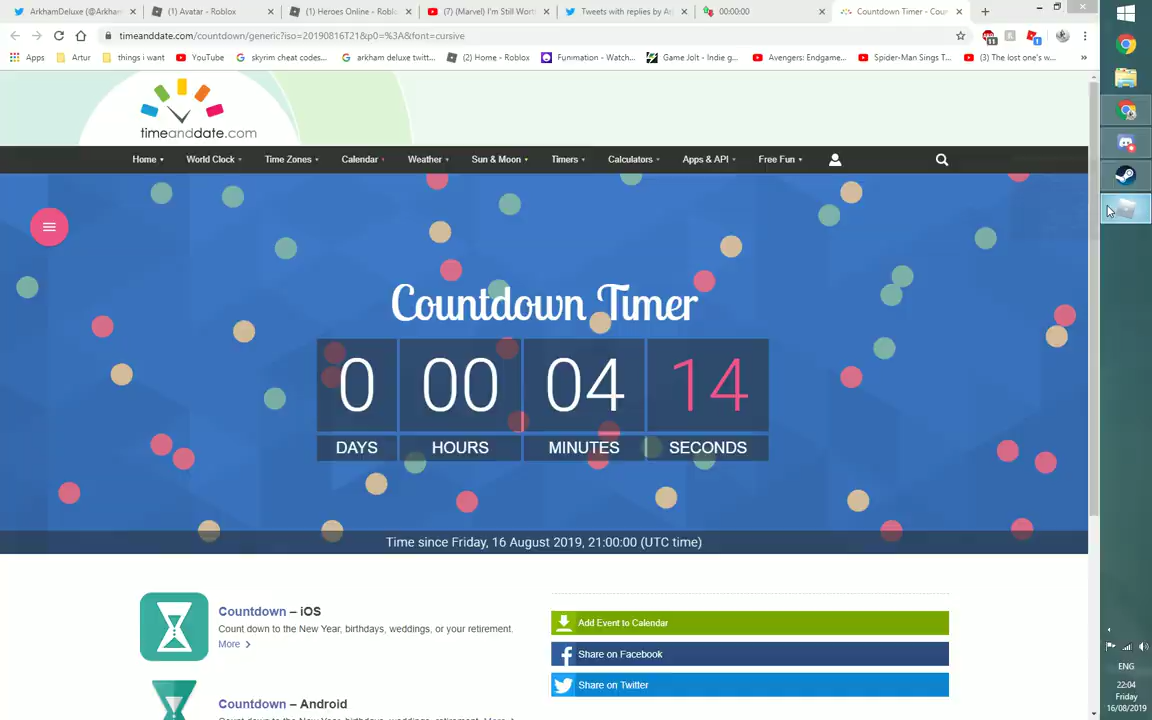 ArkhamDeluxe (@Arkham
(1) Avatar - Roblox
(1) Heroes Online - Roblox
(7) (Marvel) I'm Still Wors
Tweets with replies by A
00:00:00
Countdown Timer - Cou
timeanddate.com/countdown/generic?iso=20190816T21&p0=%3A&font=cursive
Apps
Artur
things i want
YouTube
skyrim cheat codes...
arkham deluxe twitt...
(2) Home - Roblox
Funmation - Watch...
Game Jolt - Indie g...
Avengers: Endgame...
Spider-Man Sings T...
(3) The lost one's w...
timeanddate.com
Home
World Clock
Time Zones
Calendar
Weather
Sun & Moon
Timers
Calculators
Apps & API
Free Fun
Countdown Timer
0 00 04 14
DAYS HOURS MINUTES SECONDS
Time since Friday, 16 August 2019, 21:00:00 (UTC time)
Countdown – iOS
Count down to the New Year, birthdays, weddings, or your retirement.
More
Countdown – Android
Add Event to Calendar
Share on Facebook
Share on Twitter
ENG
22:04
Friday
16/08/2019